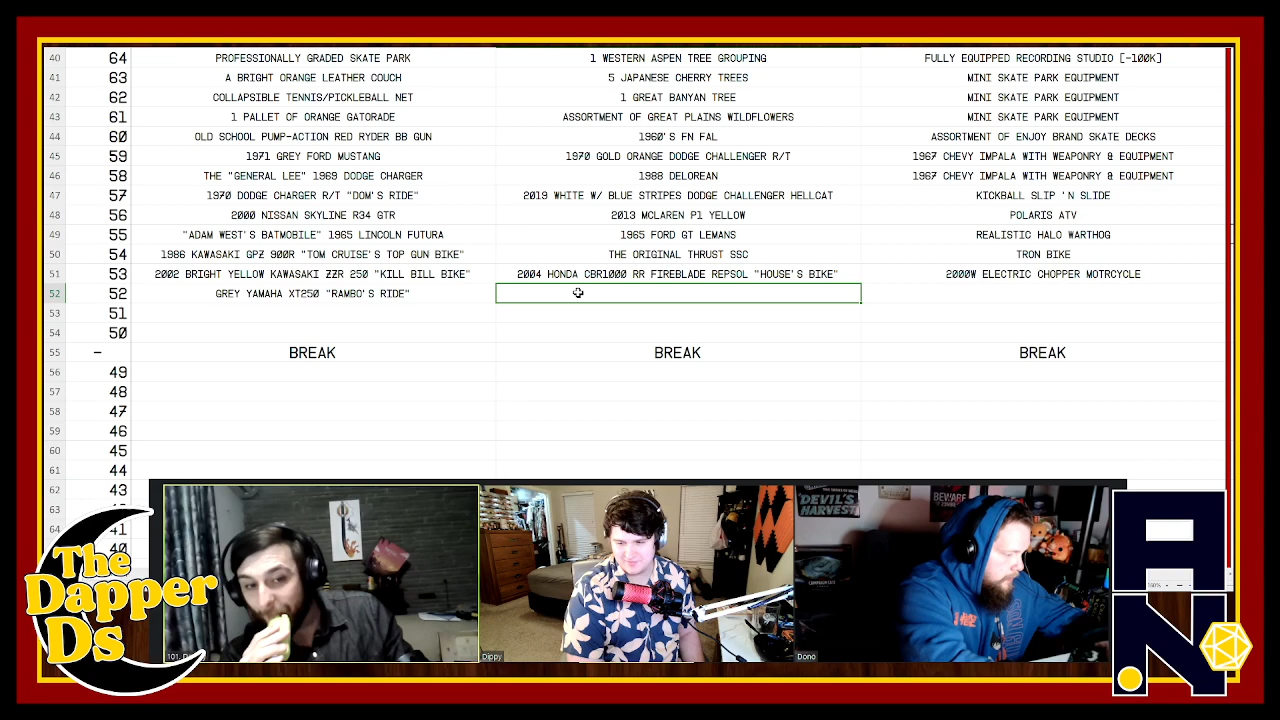 40 64 PROFESSIONALLY GRADED SKATE PARK 1 WESTERN ASPEN TREE GROUPING FULLY EQUIPPED RECORDING STUDIO [-100K]
41 63 A BRIGHT ORANGE LEATHER COUCH 5 JAPANESE CHERRY TREES MINI SKATE PARK EQUIPMENT
42 62 COLLAPSIBLE TENNIS/PICKLEBALL NET 1 GREAT BANYAN TREE MINI SKATE PARK EQUIPMENT
43 61 1 PALLET OF ORANGE GATORADE ASSORTMENT OF GREAT PLAINS WILDFLOWERS MINI SKATE PARK EQUIPMENT
44 60 OLD SCHOOL PUMP-ACTION RED RYDER BB GUN 1960'S FN FAL ASSORTMENT OF ENJOY BRAND SKATE DECKS
45 59 1971 GREY FORD MUSTANG 1970 GOLD ORANGE DODGE CHALLENGER R/T 1967 CHEVY IMPALA WITH WEAPONRY & EQUIPMENT
46 58 THE "GENERAL LEE" 1969 DODGE CHARGER 1988 DELOREAN 1967 CHEVY IMPALA WITH WEAPONRY & EQUIPMENT
47 57 1970 DODGE CHARGER R/T "DOM'S RIDE" 2019 WHITE W/ BLUE STRIPES DODGE CHALLENGER HELLCAT KICKBALL SLIP 'N SLIDE
48 56 2000 NISSAN SKYLINE R34 GTR 2013 MCLAREN P1 YELLOW POLARIS ATV
49 55 "ADAM WEST'S BATMOBILE" 1965 LINCOLN FUTURA 1965 FORD GT LEMANS REALISTIC HALO WARTHOG
50 54 1986 KAWASAKI GPZ 900R "TOM CRUISE'S TOP GUN BIKE" THE ORIGINAL THRUST SSC TRON BIKE
51 53 2002 BRIGHT YELLOW KAWASAKI ZZR 250 "KILL BILL BIKE" 2004 HONDA CBR1000 RR FIREBLADE REPSOL "HOUSE'S BIKE" 2000W ELECTRIC CHOPPER MOTRCYCLE
52 52 GREY YAMAHA XT250 "RAMBO'S RIDE"
53 51
54 50
55 – BREAK BREAK BREAK
56 49
57 48
58 47
59 46
60 45
61 44
62 43
63
64 41
40
The
Dapper
Ds
DEVIL'S
HARVEST
BEWARE
Dippy
Dono